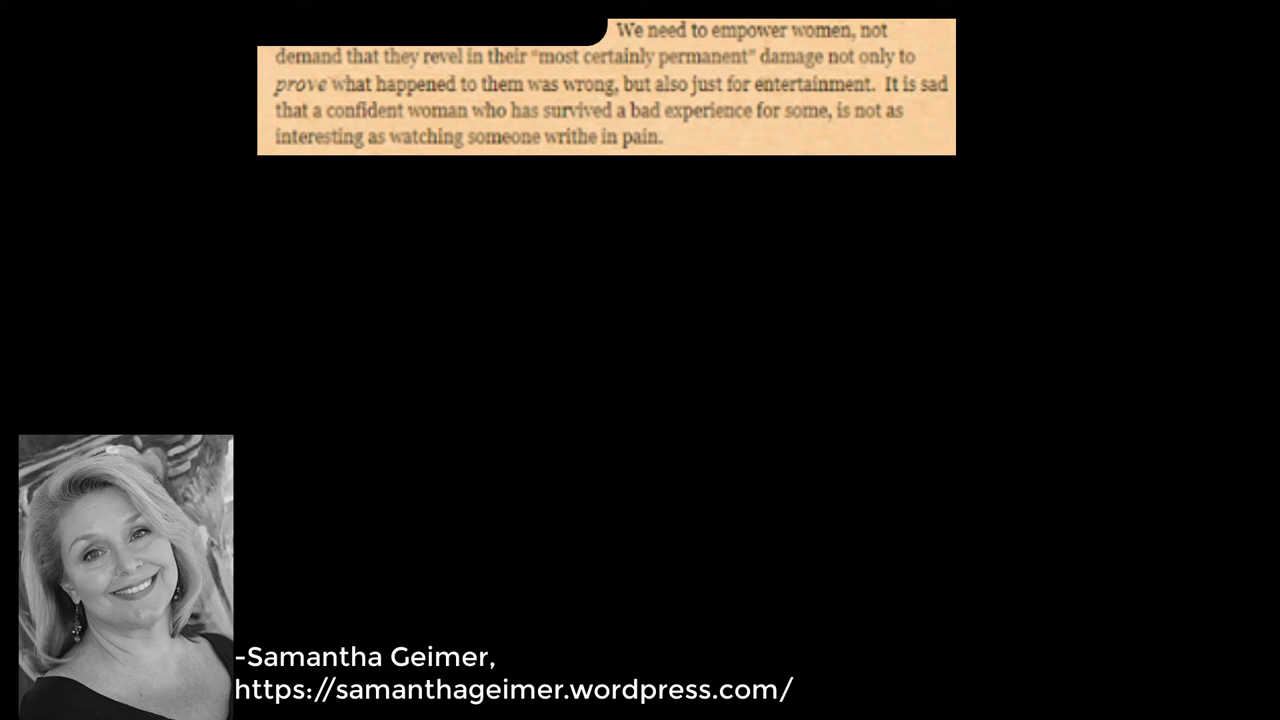 We need to empower women, not
demand that they revel in their “most certainly permanent” damage not only to
prove what happened to them was wrong, but also just for entertainment.  It is sad
that a confident woman who has survived a bad experience for some, is not as
interesting as watching someone writhe in pain.
-Samantha Geimer,
https://samanthageimer.wordpress.com/